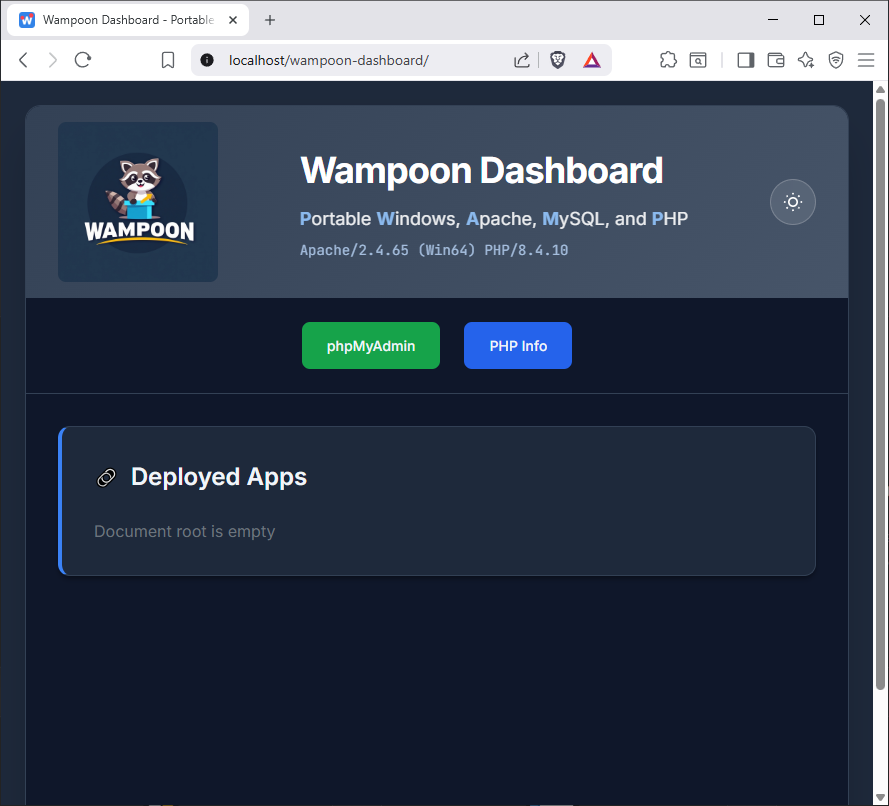 Wampoon Dashboard - Portable
localhost/wampoon-dashboard/
WAMPOON
Wampoon Dashboard
Portable Windows, Apache, MySQL, and PHP
Apache/2.4.65 (Win64) PHP/8.4.10
phpMyAdmin
PHP Info
Deployed Apps
Document root is empty